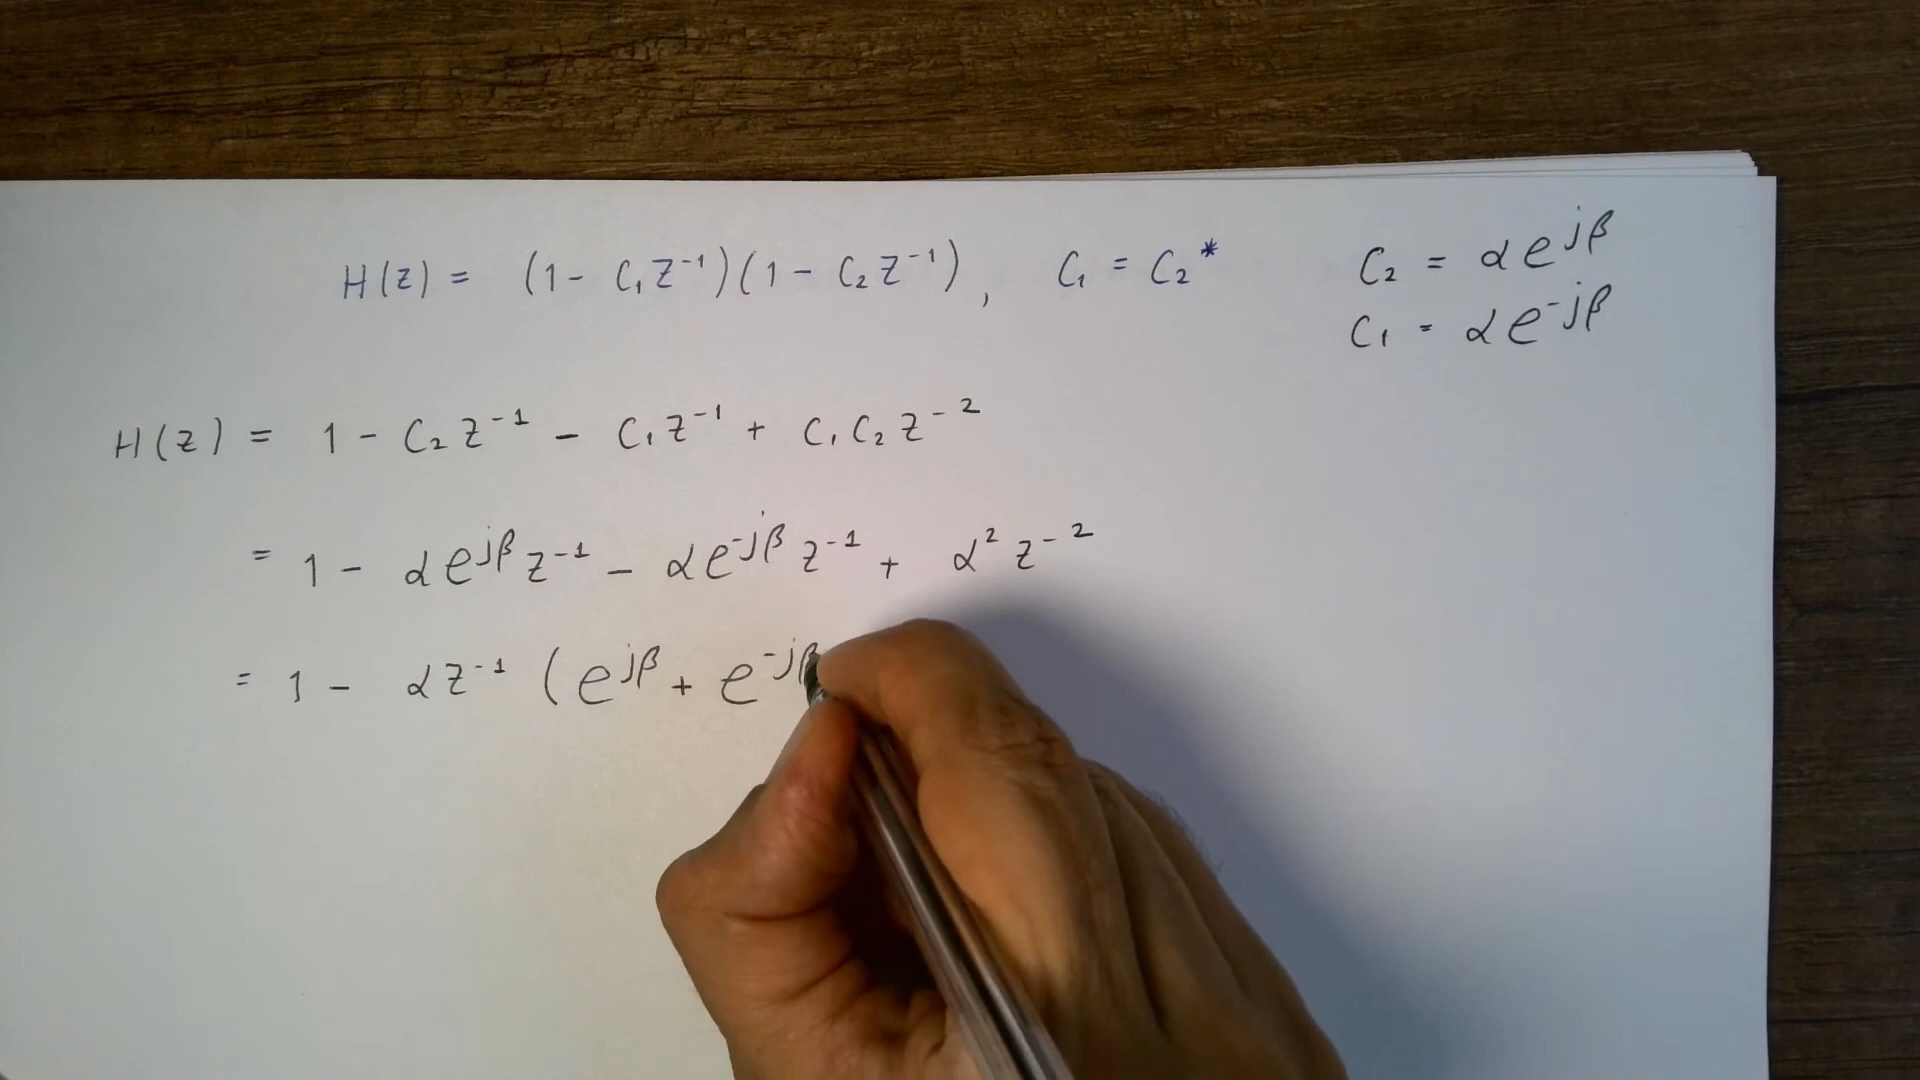 H(z) = (1 - C₁z⁻¹)(1 - C₂z⁻¹), C₁ = C₂*
C₂ = αe^{jβ}
C₁ = αe^{-jβ}
H(z) = 1 - C₂z⁻¹ - C₁z⁻¹ + C₁C₂z⁻²
= 1 - αe^{jβ}z⁻¹ - αe^{-jβ}z⁻¹ + α²z⁻²
= 1 - αz⁻¹ (e^{jβ} + e^{-jβ}